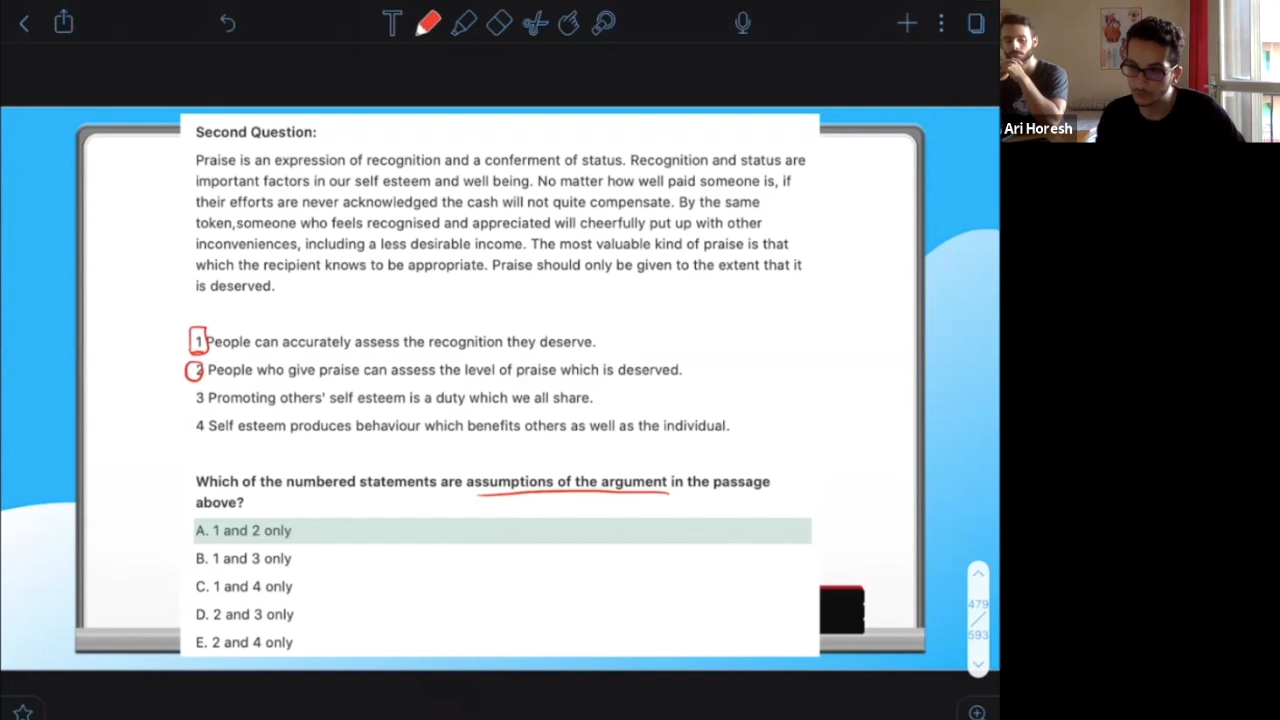 T
Second Question:
Praise is an expression of recognition and a conferment of status. Recognition and status are
important factors in our self esteem and well being. No matter how well paid someone is, if
their efforts are never acknowledged the cash will not quite compensate. By the same
token,someone who feels recognised and appreciated will cheerfully put up with other
inconveniences, including a less desirable income. The most valuable kind of praise is that
which the recipient knows to be appropriate. Praise should only be given to the extent that it
is deserved.
1 People can accurately assess the recognition they deserve.
2 People who give praise can assess the level of praise which is deserved.
3 Promoting others' self esteem is a duty which we all share.
4 Self esteem produces behaviour which benefits others as well as the individual.
Which of the numbered statements are assumptions of the argument in the passage
above?
A. 1 and 2 only
B. 1 and 3 only
C. 1 and 4 only
D. 2 and 3 only
E. 2 and 4 only
479
593
Ari Horesh